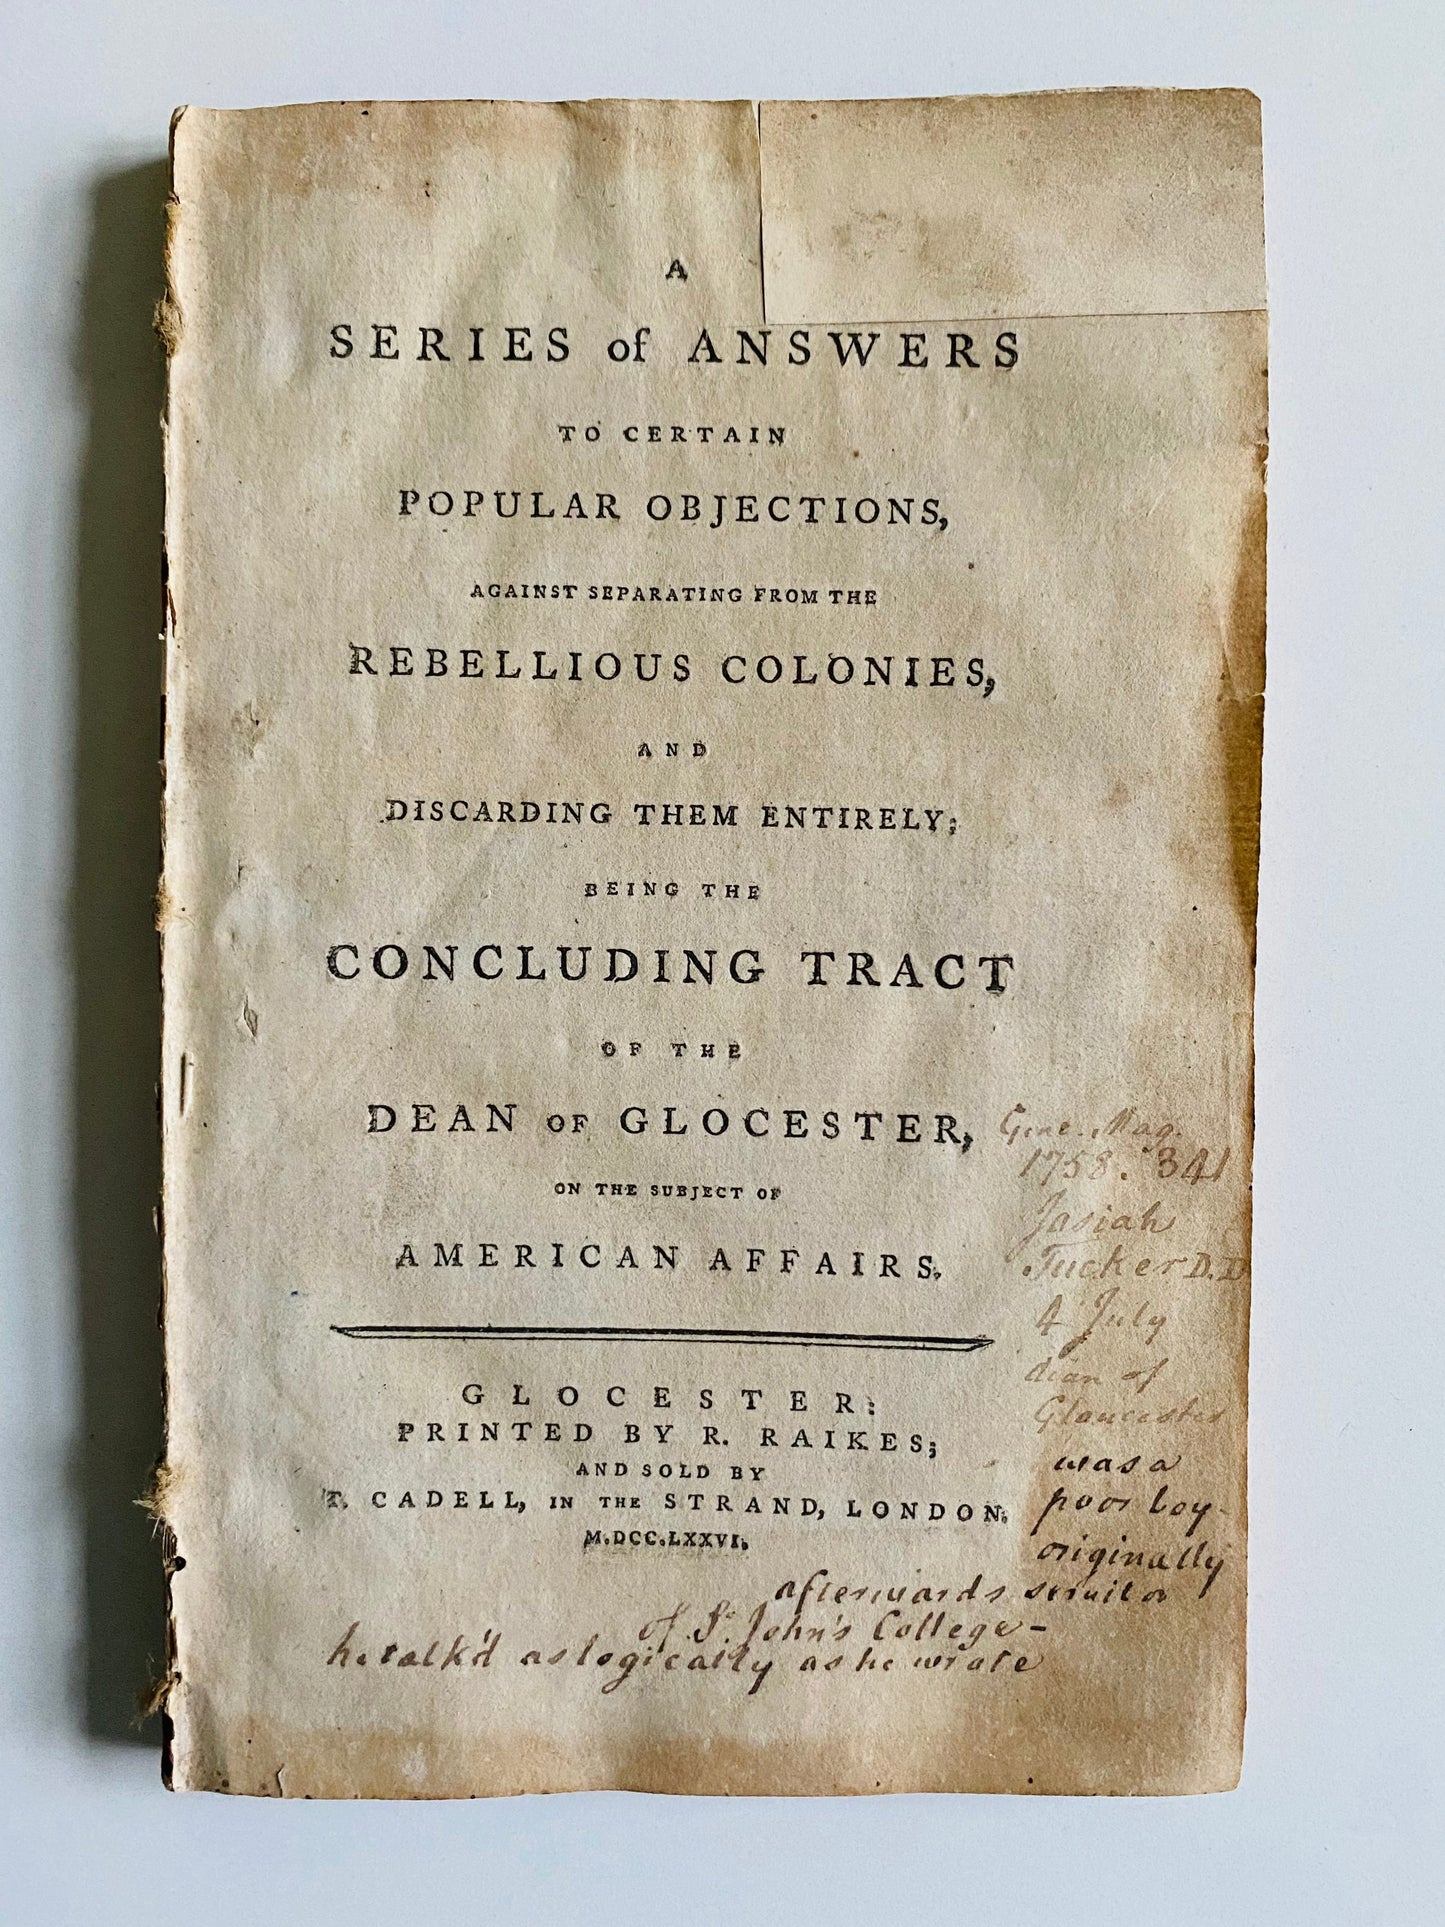 A
SERIES of ANSWERS
TO CERTAIN
POPULAR OBJECTIONS,
AGAINST SEPARATING FROM THE
REBELLIOUS COLONIES,
AND
DISCARDING THEM ENTIRELY;
BEING THE
CONCLUDING TRACT
OF THE
DEAN OF GLOCESTER,
ON THE SUBJECT OF
AMERICAN AFFAIRS.
GLOCESTER:
PRINTED BY R. RAIKES;
AND SOLD BY
T. CADELL, IN THE STRAND, LONDON.
M.DCC.LXXVI.
Mag.
1758. 341
Josiah
Tucker D.D
4 July
dean of
Gloucester
was a
poor boy
originally
afterwards
of St. John's College-
he talk'd as logically as he wrote